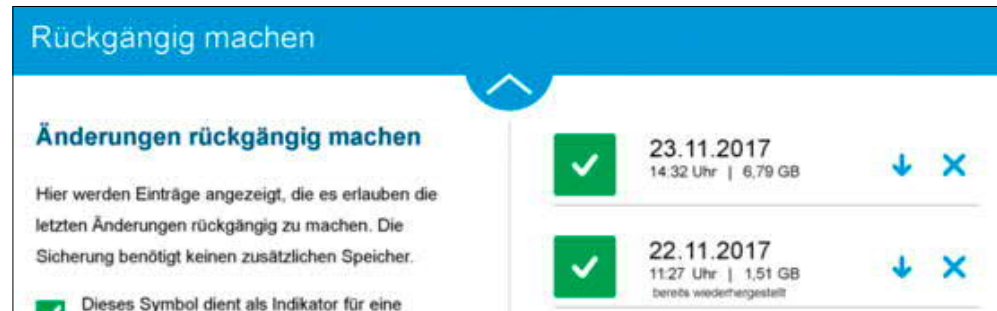 Rückgängig machen
Änderungen rückgängig machen
Hier werden Einträge angezeigt, die es erlauben die
letzten Änderungen rückgängig zu machen. Die
Sicherung benötigt keinen zusätzlichen Speicher.
Dieses Symbol dient als Indikator für eine
23.11.2017
14:32 Uhr | 6,79 GB
22.11.2017
11:27 Uhr | 1,51 GB
bereits wiederhergestellt